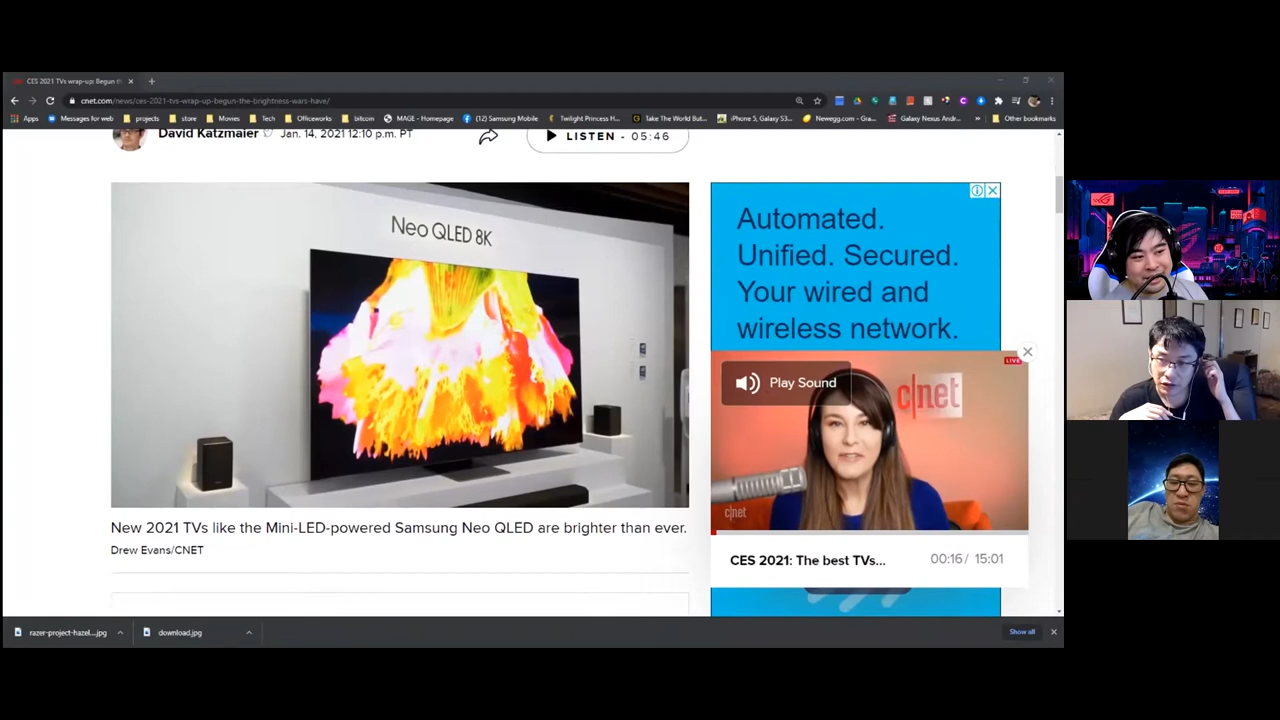 CES 2021 TVs wrap-up: Begun th
cnet.com/news/ces-2021-tvs-wrap-up-begun-the-brightness-wars-have/
Apps Messages for web projects store Movies Tech Officeworks bitcoin MAGE - Homepage (12) Samsung Mobile Twilight Princess H... Take The World But... iPhone 5, Galaxy S3... Newegg.com - Gra... Galaxy Nexus Andr... » Other bookmarks
David Katzmaier Jan. 14, 2021 12:10 p.m. PT
LISTEN - 05:46
Neo QLED 8K
Automated.
Unified. Secured.
Your wired and
wireless network.
LIVE
Play Sound
c|net
c|net
CES 2021: The best TVs... 00:16 / 15:01
New 2021 TVs like the Mini-LED-powered Samsung Neo QLED are brighter than ever.
Drew Evans/CNET
razer-project-hazel....jpg
download.jpg
Show all